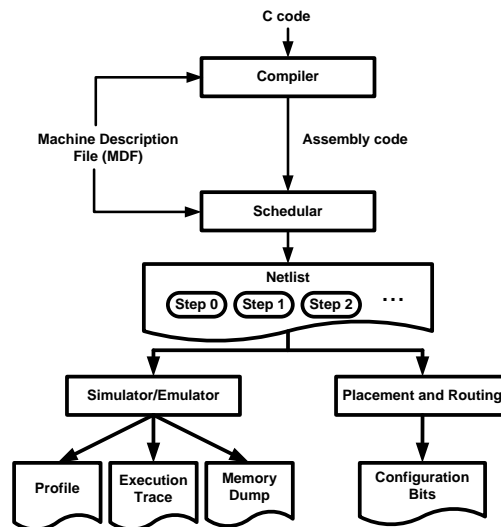 C code
Compiler
Machine Description
File (MDF)
Assembly code
Schedular
Netlist
Step 0 Step 1 Step 2 ...
Simulator/Emulator
Placement and Routing
Profile
Execution
Trace
Memory
Dump
Configuration
Bits